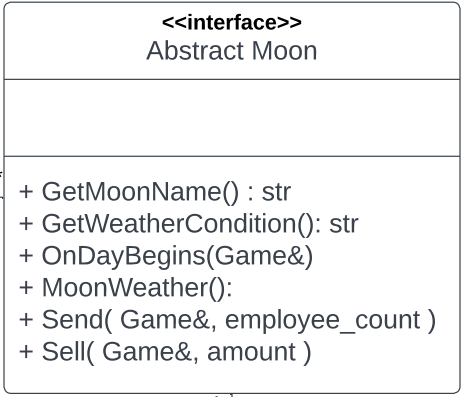 <<interface>>
Abstract Moon
+ GetMoonName() : str
+ GetWeatherCondition(): str
+ OnDayBegins(Game&)
+ MoonWeather():
+ Send( Game&, employee_count )
+ Sell( Game&, amount )